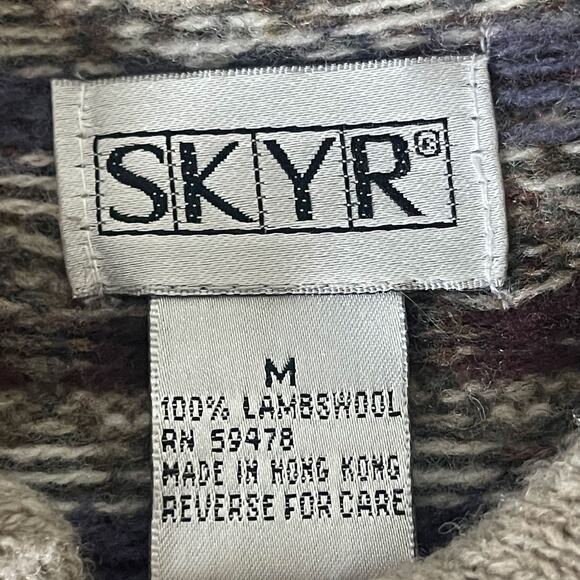 SKYR®
M
100% LAMBSWOOL
RN 59478
MADE IN HONG KONG
REVERSE FOR CARE